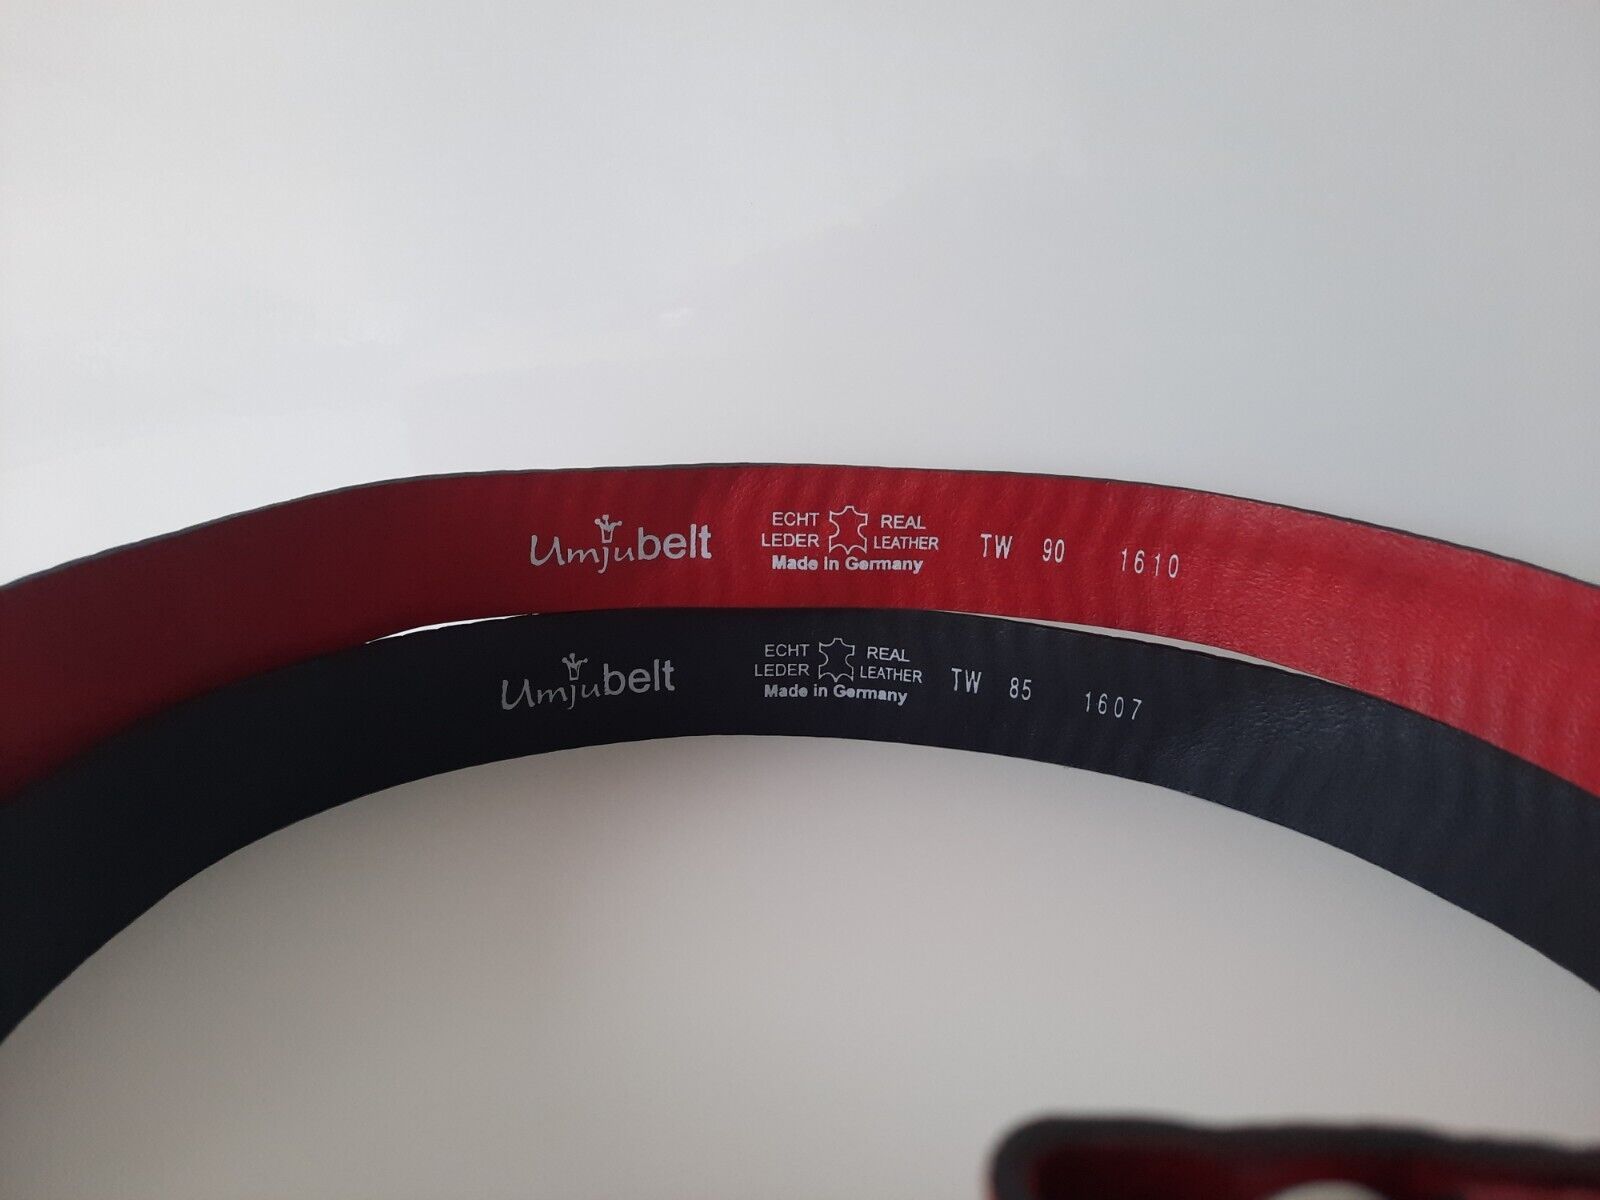 Umjubelt ECHT LEDER REAL LEATHER Made in Germany TW 90 1610
Umjubelt ECHT LEDER REAL LEATHER Made in Germany TW 85 1607